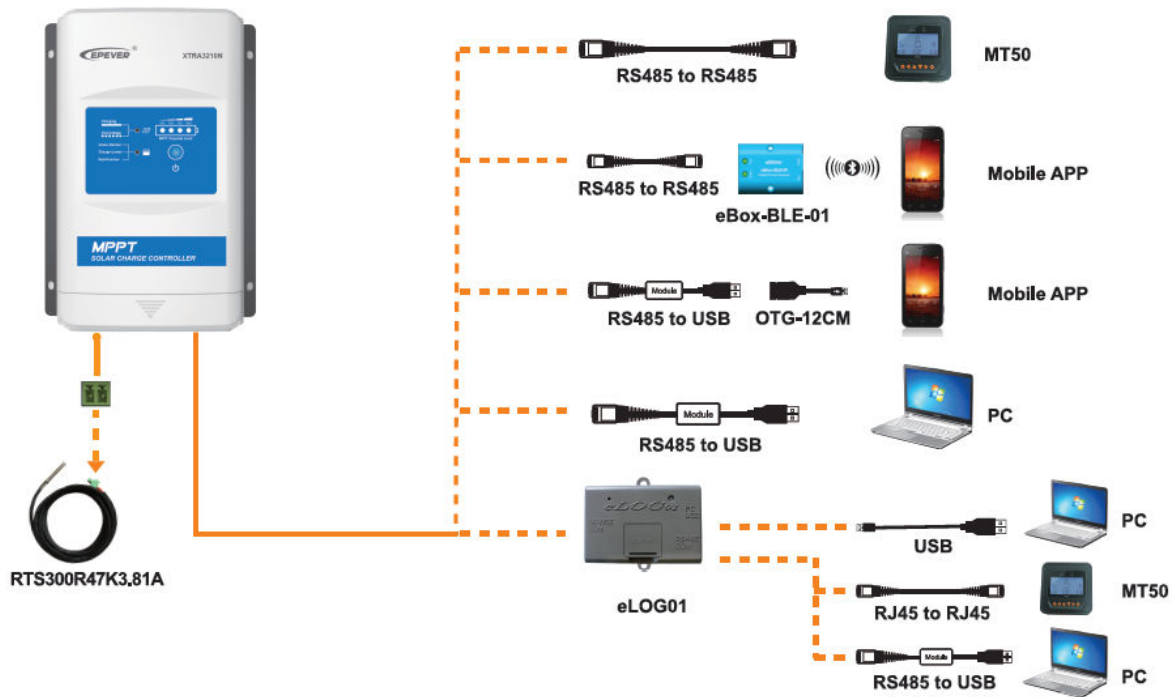 EPEVER®
XTRA3210N
MPPT
SOLAR CHARGE CONTROLLER
RTS300R47K3.81A
RS485 to RS485
MT50
RS485 to RS485
eBox-BLE-01
Mobile APP
Module
RS485 to USB
OTG-12CM
Mobile APP
Module
RS485 to USB
PC
eLOG01
eLOG01
USB
PC
RJ45 to RJ45
MT50
Module
RS485 to USB
PC